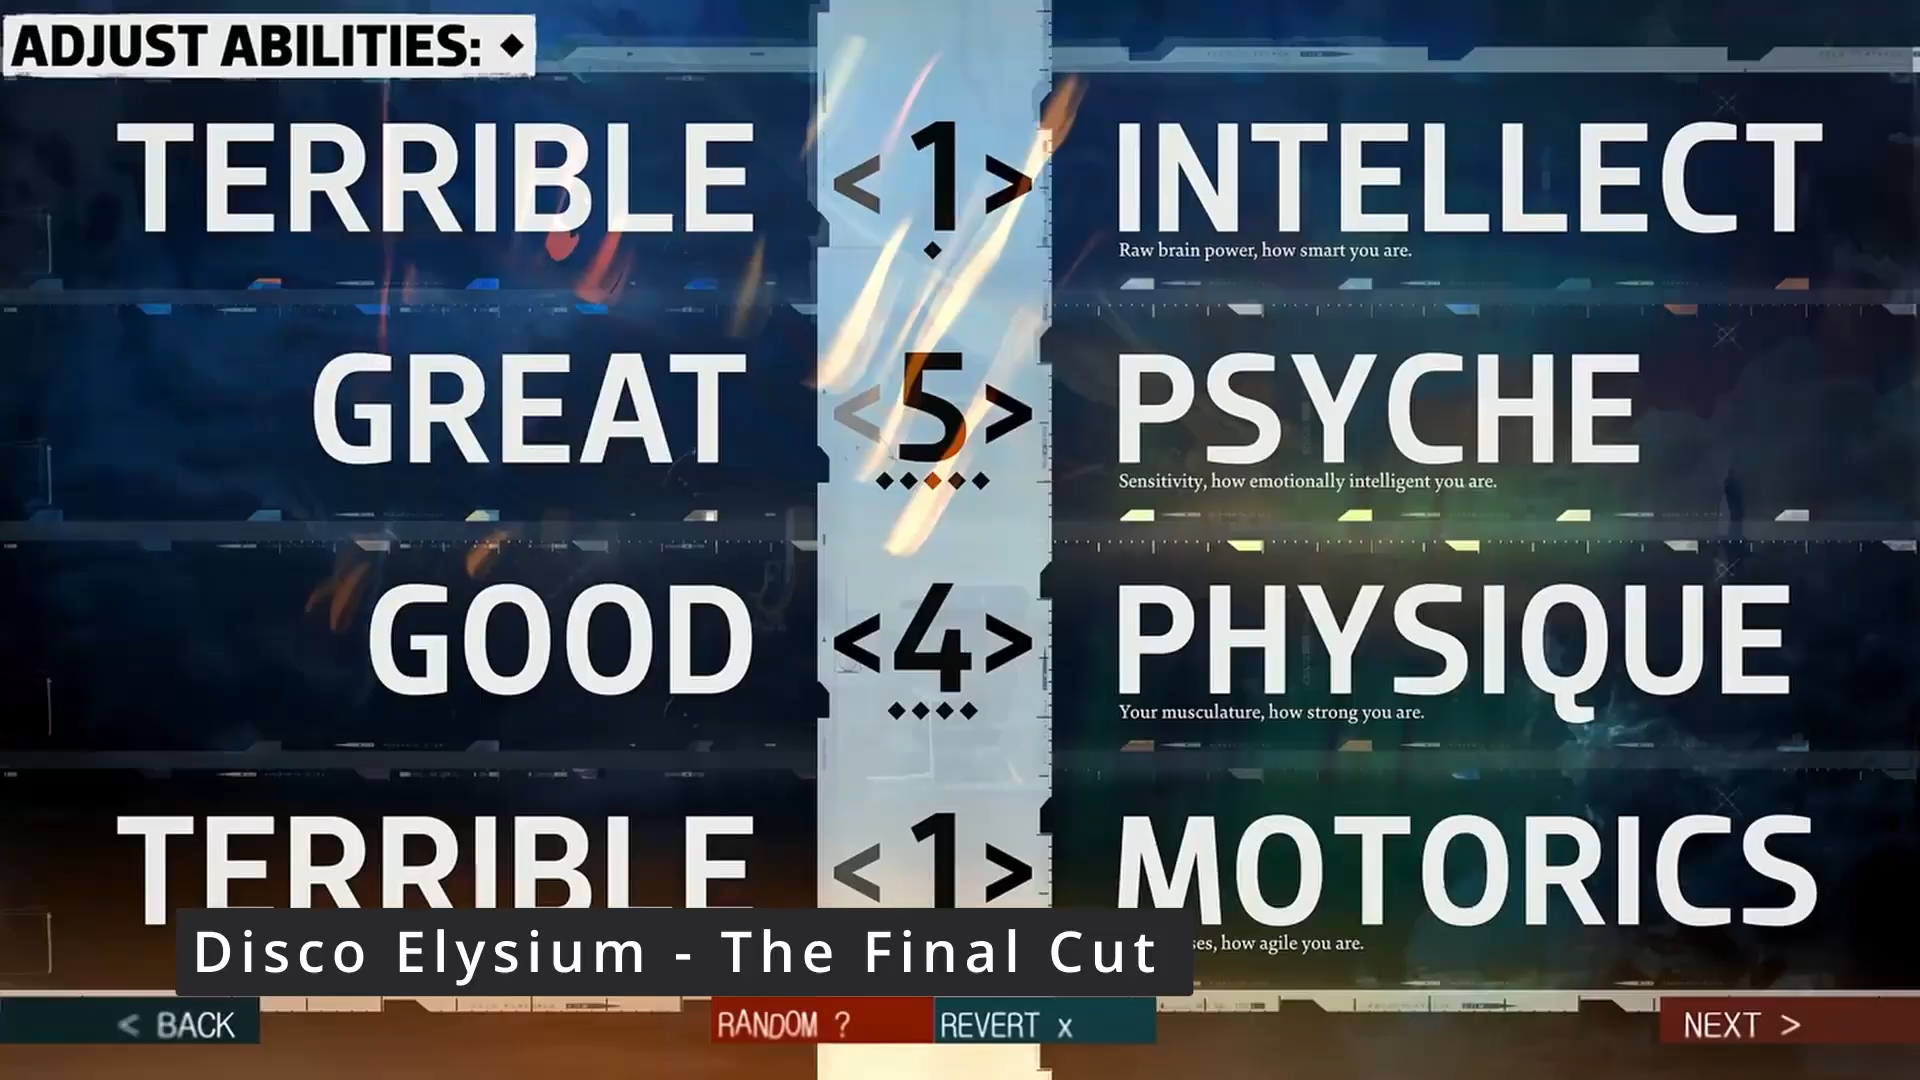 ADJUST ABILITIES: ◆
TERRIBLE <1> INTELLECT
Raw brain power, how smart you are.
GREAT <5> PSYCHE
Sensitivity, how emotionally intelligent you are.
GOOD <4> PHYSIQUE
Your musculature, how strong you are.
TERRIBLE <1> MOTORICS
how agile you are.
Disco Elysium - The Final Cut
< BACK RANDOM ? REVERT x NEXT >